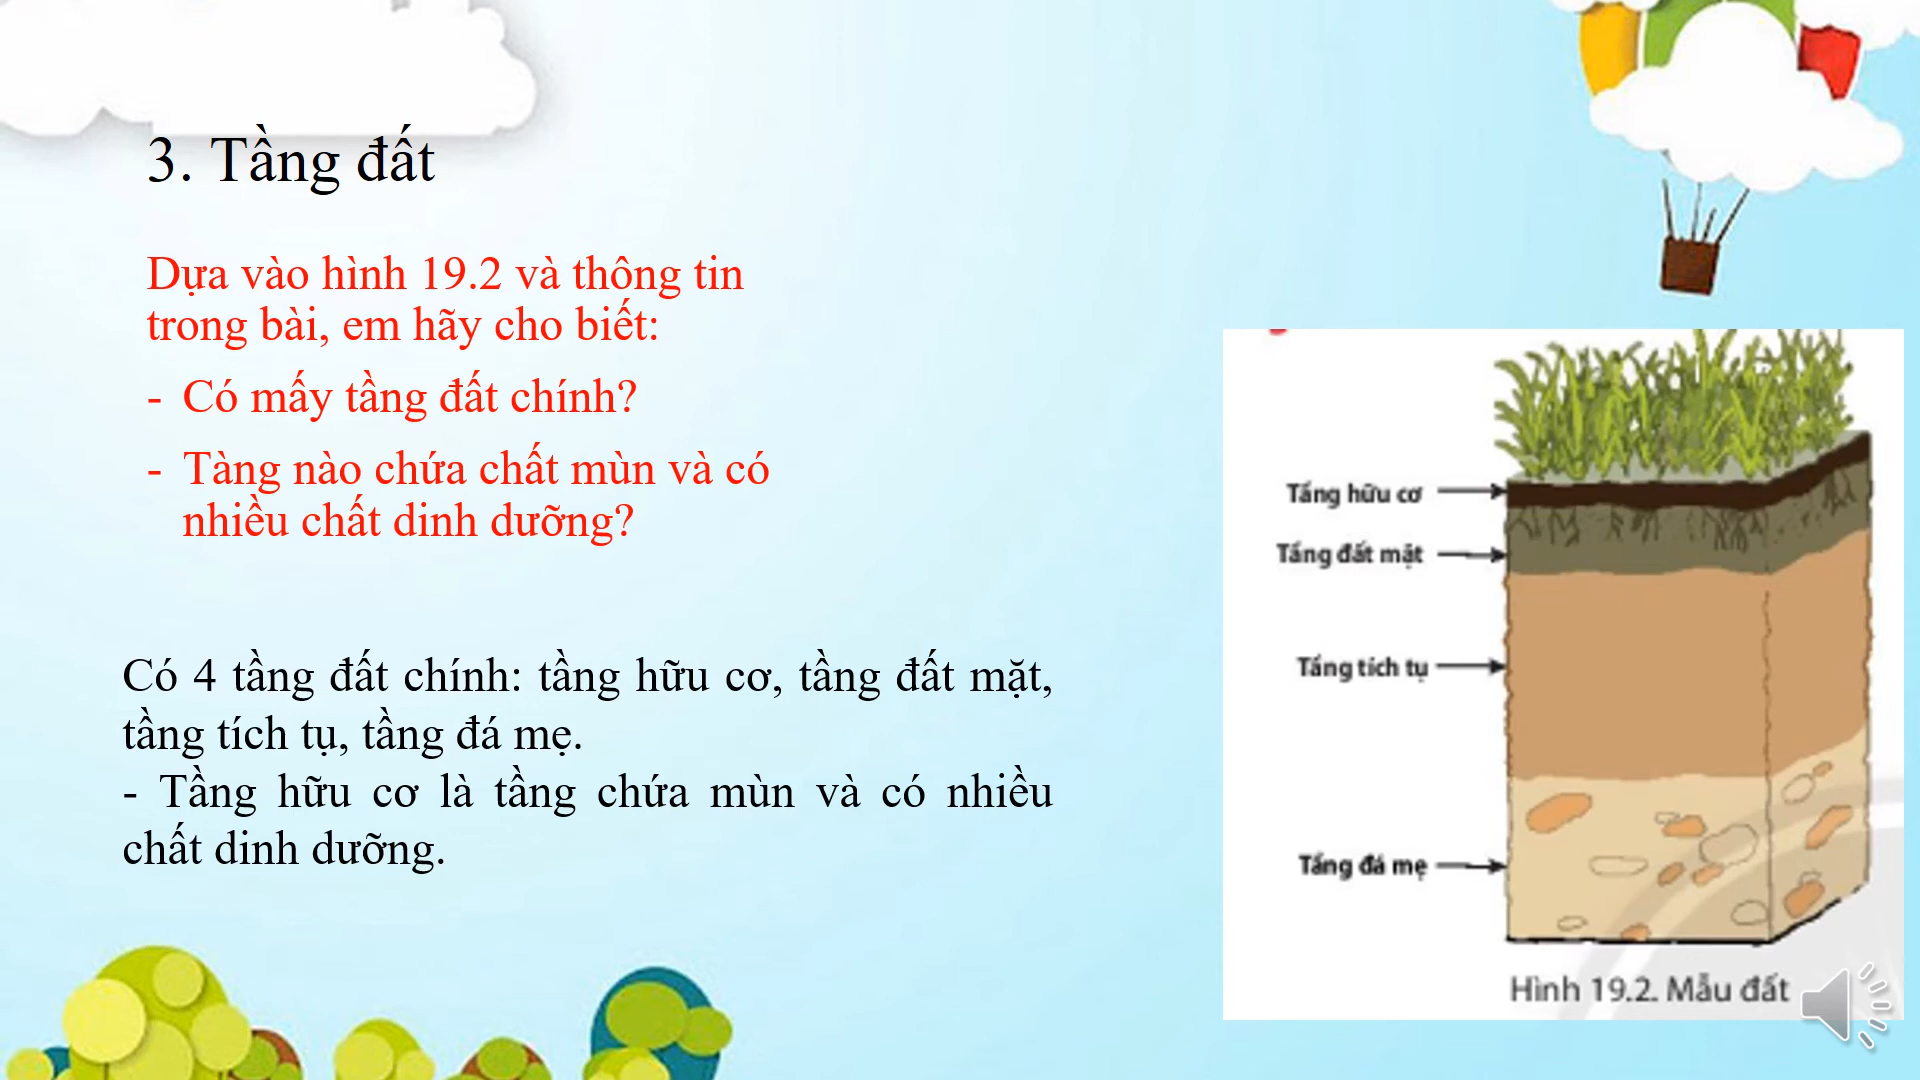 3. Tầng đất
Dựa vào hình 19.2 và thông tin
trong bài, em hãy cho biết:
- Có mấy tầng đất chính?
- Tàng nào chứa chất mùn và có
nhiều chất dinh dưỡng?
Có 4 tầng đất chính: tầng hữu cơ, tầng đất mặt,
tầng tích tụ, tầng đá mẹ.
- Tầng hữu cơ là tầng chứa mùn và có nhiều
chất dinh dưỡng.
Tầng hữu cơ
Tầng đất mặt
Tầng tích tụ
Tầng đá mẹ
Hình 19.2. Mẫu đất